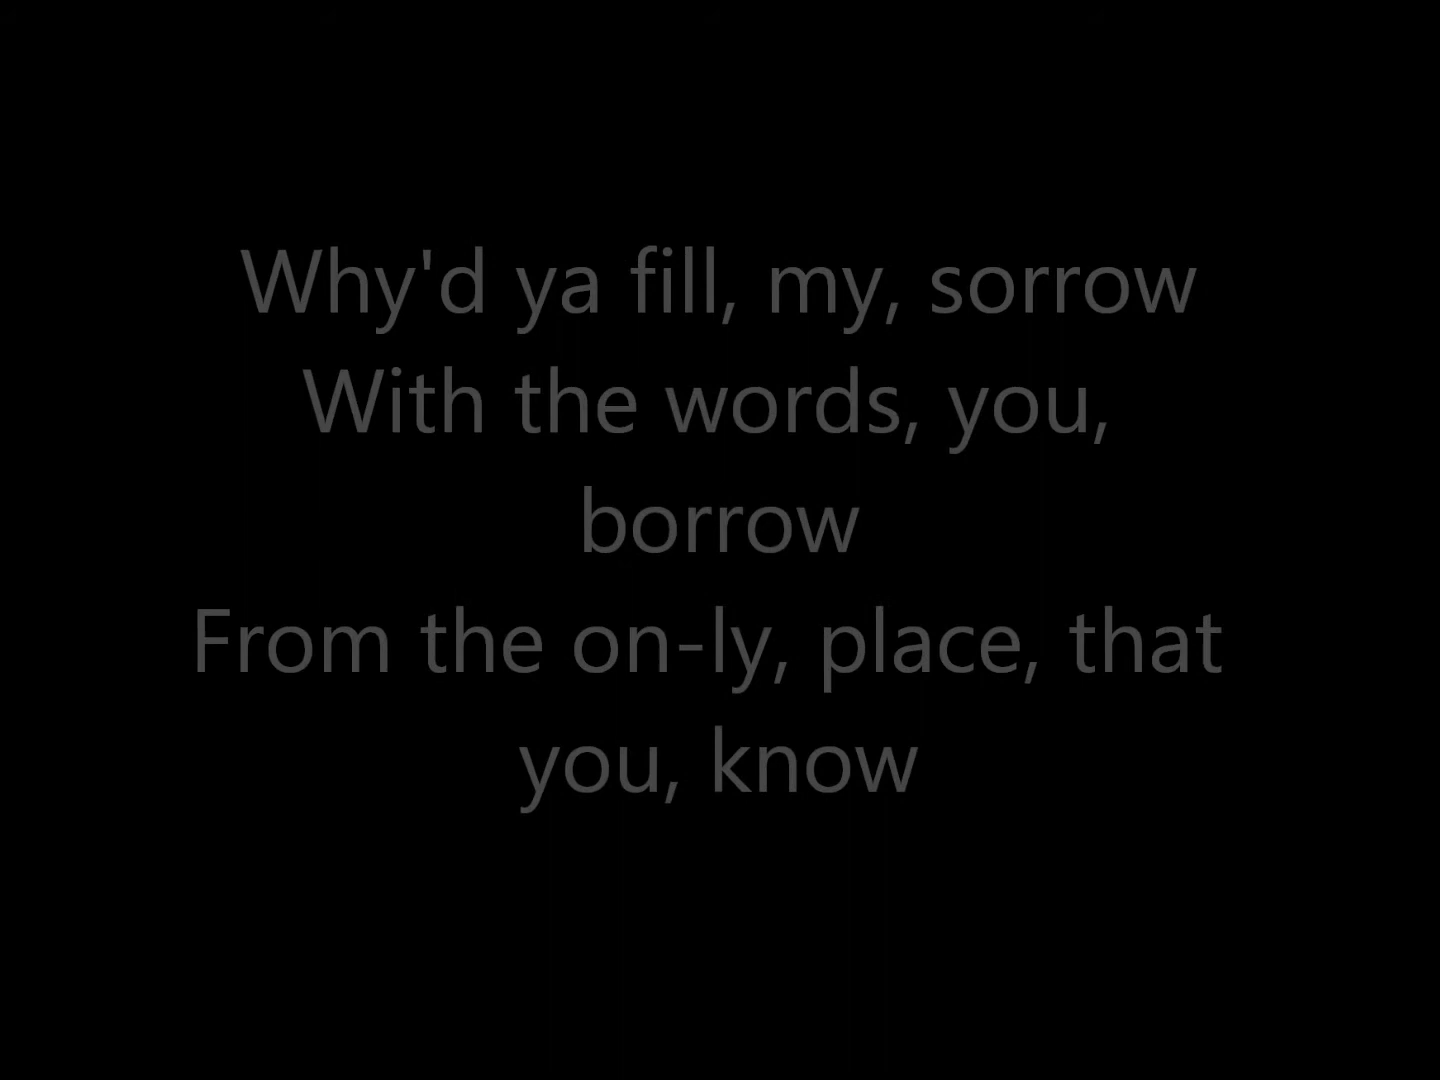 Why'd ya fill, my, sorrow
With the words, you,
borrow
From the on-ly, place, that
you, know